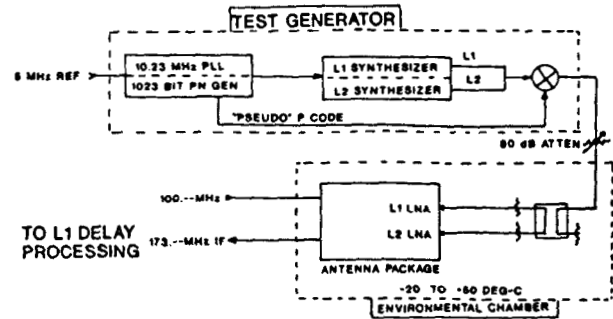 TEST GENERATOR
5 MHz REF
10.23 MHz PLL
1023 BIT PN GEN
L1 SYNTHESIZER
L2 SYNTHESIZER
L1
L2
"PSEUDO" P CODE
80 dB ATTEN
100.--MHz
TO L1 DELAY
PROCESSING
173.--MHz IF
L1 LNA
L2 LNA
ANTENNA PACKAGE
-20 TO -50 DEG-C
ENVIRONMENTAL CHAMBER